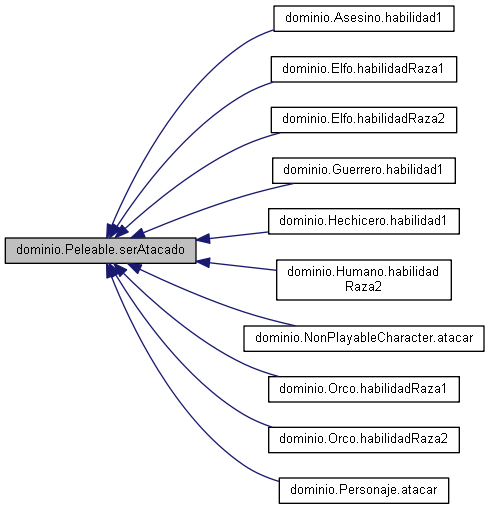 dominio.Asesino.habilidad1
dominio.Elfo.habilidadRaza1
dominio.Elfo.habilidadRaza2
dominio.Guerrero.habilidad1
dominio.Hechicero.habilidad1
dominio.Peleable.serAtacado
dominio.Humano.habilidad
Raza2
dominio.NonPlayableCharacter.atacar
dominio.Orco.habilidadRaza1
dominio.Orco.habilidadRaza2
dominio.Personaje.atacar